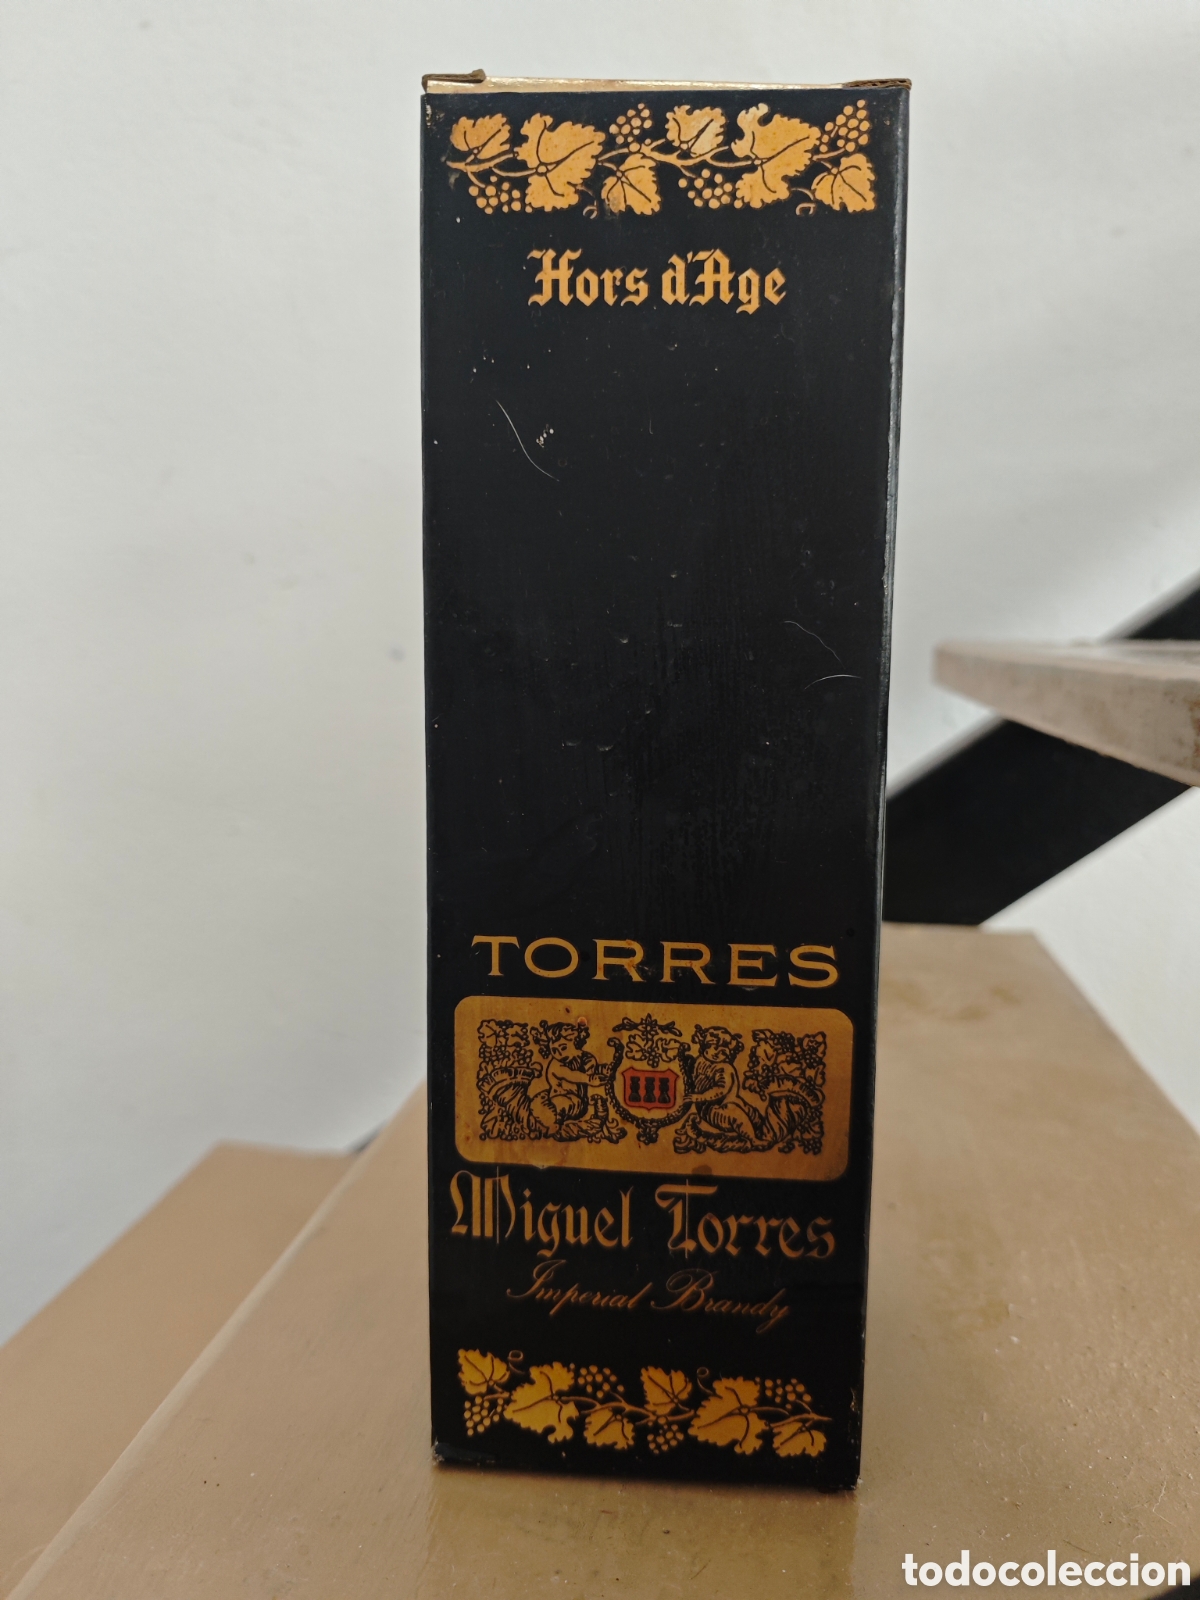 Hors d'Age
TORRES
Miguel Torres
Imperial Brandy
todocoleccion